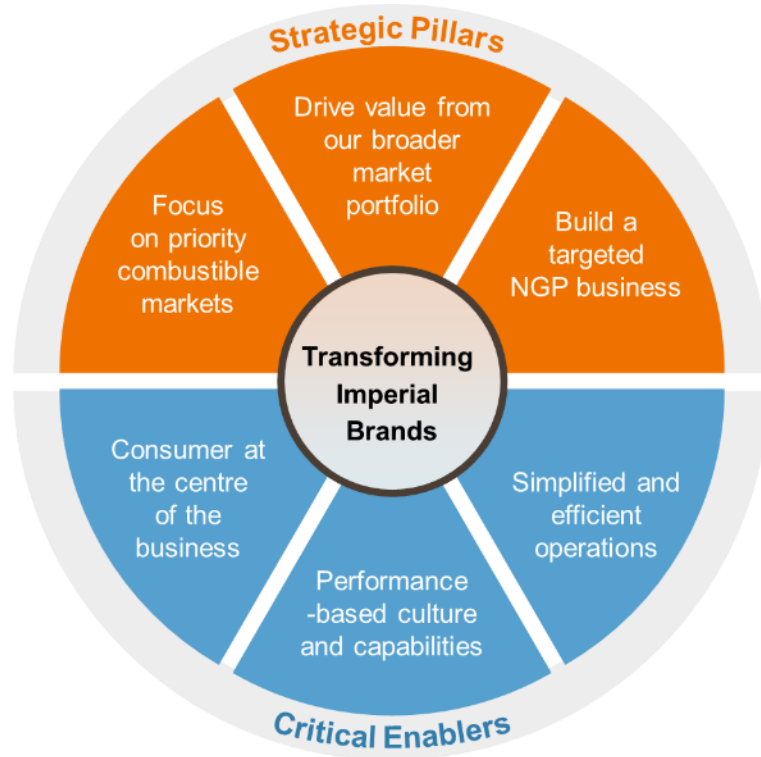 Strategic Pillars
Focus
on priority
combustible
markets
Drive value from
our broader
market
portfolio
Build a
targeted
NGP business
Transforming
Imperial
Brands
Consumer at
the centre
of the
business
Performance
-based culture
and capabilities
Simplified and
efficient
operations
Critical Enablers